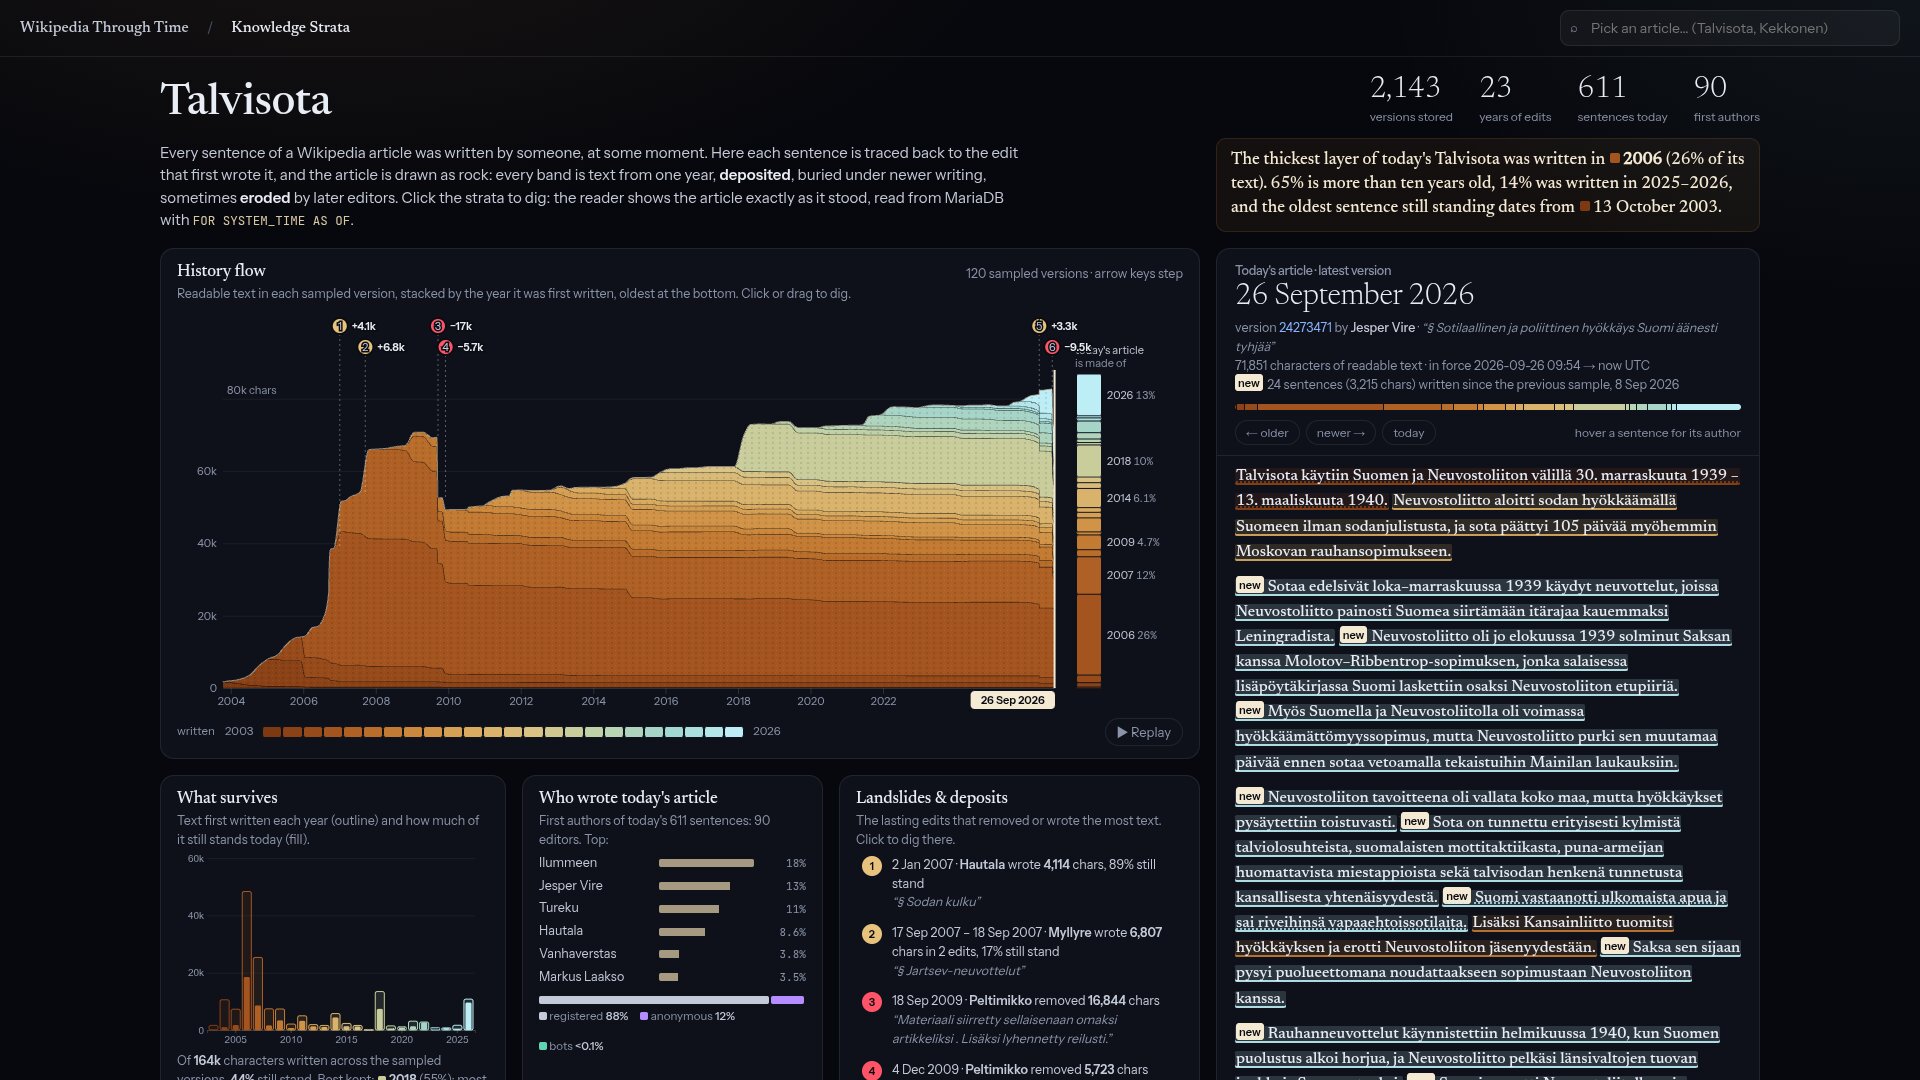 Wikipedia Through Time / Knowledge Strata
Pick an article... (Talvisota, Kekkonen)
Talvisota
2,143 versions stored
23 years of edits
611 sentences today
90 first authors
Every sentence of a Wikipedia article was written by someone, at some moment. Here each sentence is traced back to the edit
that first wrote it, and the article is drawn as rock: every band is text from one year, deposited, buried under newer writing,
sometimes eroded by later editors. Click the strata to dig: the reader shows the article exactly as it stood, read from MariaDB
with FOR SYSTEM_TIME AS OF.
The thickest layer of today's Talvisota was written in 2006 (26% of its
text). 65% is more than ten years old, 14% was written in 2025–2026,
and the oldest sentence still standing dates from 13 October 2003.
History flow
120 sampled versions · arrow keys step
Readable text in each sampled version, stacked by the year it was first written, oldest at the bottom. Click or drag to dig.
1 +4.1k
3 −17k
5 +3.3k
2 +6.8k
4 −5.7k
6 −9.5k
day's article
is made of
80k chars
60k
40k
20k
0
2026 13%
2018 10%
2014 6.1%
2009 4.7%
2007 12%
2006 26%
2004 2006 2008 2010 2012 2014 2016 2018 2020 2022
26 Sep 2026
written 2003
2026
▶ Replay
What survives
Text first written each year (outline) and how much of
it still stands today (fill).
60k
40k
20k
0
2005 2010 2015 2020 2025
Of 164k characters written across the sampled
versions, 44% still stand. Best kept: 2018 (55%); most
Who wrote today's article
First authors of today's 611 sentences: 90
editors. Top:
Ilummeen 18%
Jesper Vire 13%
Tureku 11%
Hautala 8.6%
Vanhaverstas 3.8%
Markus Laakso 3.5%
registered 88% anonymous 12%
bots <0.1%
Landslides & deposits
The lasting edits that removed or wrote the most text.
Click to dig there.
1 2 Jan 2007 · Hautala wrote 4,114 chars, 89% still
stand
“§ Sodan kulku”
2 17 Sep 2007 – 18 Sep 2007 · Myllyre wrote 6,807
chars in 2 edits, 17% still stand
“§ Jartsev-neuvottelut”
3 18 Sep 2009 · Peltimikko removed 16,844 chars
“Materiaali siirretty sellaisenaan omaksi
artikkeliksi . Lisäksi lyhennetty reilusti.”
4 4 Dec 2009 · Peltimikko removed 5,723 chars
Today's article · latest version
26 September 2026
version 24273471 by Jesper Vire · “§ Sotilaallinen ja poliittinen hyökkäys Suomi äänesti
tyhjää”
71,851 characters of readable text · in force 2026-09-26 09:54 → now UTC
new 24 sentences (3,215 chars) written since the previous sample, 8 Sep 2026
← older
newer →
today
hover a sentence for its author
Talvisota käytiin Suomen ja Neuvostoliiton välillä 30. marraskuuta 1939 –
13. maaliskuuta 1940. Neuvostoliitto aloitti sodan hyökkäämällä
Suomeen ilman sodanjulistusta, ja sota päättyi 105 päivää myöhemmin
Moskovan rauhansopimukseen.
new Sotaa edelsivät loka–marraskuussa 1939 käydyt neuvottelut, joissa
Neuvostoliitto painosti Suomea siirtämään itärajaa kauemmaksi
Leningradista. new Neuvostoliitto oli jo elokuussa 1939 solminut Saksan
kanssa Molotov–Ribbentrop-sopimuksen, jonka salaisessa
lisäpöytäkirjassa Suomi laskettiin osaksi Neuvostoliiton etupiiriä.
new Myös Suomella ja Neuvostoliitolla oli voimassa
hyökkäämättömyyssopimus, mutta Neuvostoliitto purki sen muutamaa
päivää ennen sotaa vetoamalla tekaistuihin Mainilan laukauksiin.
new Neuvostoliiton tavoitteena oli vallata koko maa, mutta hyökkäykset
pysäytettiin toistuvasti. new Sota on tunnettu erityisesti kylmistä
talviolosuhteista, suomalaisten mottitaktiikasta, puna-armeijan
huomattavista miestappioista sekä talvisodan henkenä tunnetusta
kansallisesta yhtenäisyydestä. new Suomi vastaanotti ulkomaista apua ja
sai riveihinsä vapaaehtoissotilaita. Lisäksi Kansainliitto tuomitsi
hyökkäyksen ja erotti Neuvostoliiton jäsenyydestään. new Saksa sen sijaan
pysyi puolueettomana noudattaakseen sopimustaan Neuvostoliiton
kanssa.
new Rauhanneuvottelut käynnistettiin helmikuussa 1940, kun Suomen
puolustus alkoi horjua, ja Neuvostoliitto pelkäsi länsivaltojen tuovan